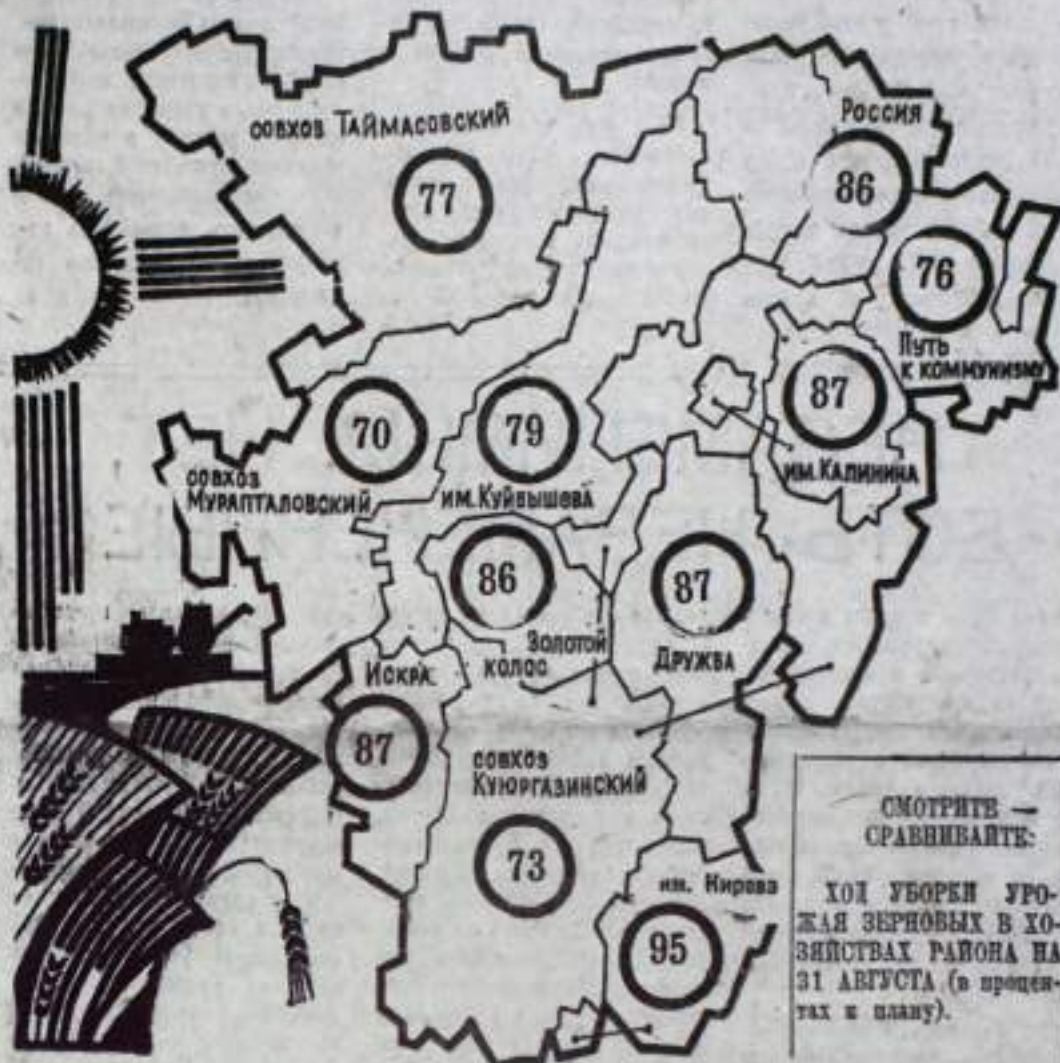 совхоз Таймасовский
77
Россия
86
76
Путь
к коммунизму
87
им. Калинина
70
совхоз
Мурапталовский
79
им. Куйбышева
86
Золотой
колос
87
Дружба
Искра
87
совхоз
Куюргазинский
73
им. Кирова
95
СМОТРИТЕ —
СРАВНИВАЙТЕ:
ХОД УБОРКИ УРО-
ЖАЯ ЗЕРНОВЫХ В ХО-
ЗЯЙСТВАХ РАЙОНА НА
31 АВГУСТА (в процен-
тах к плану).